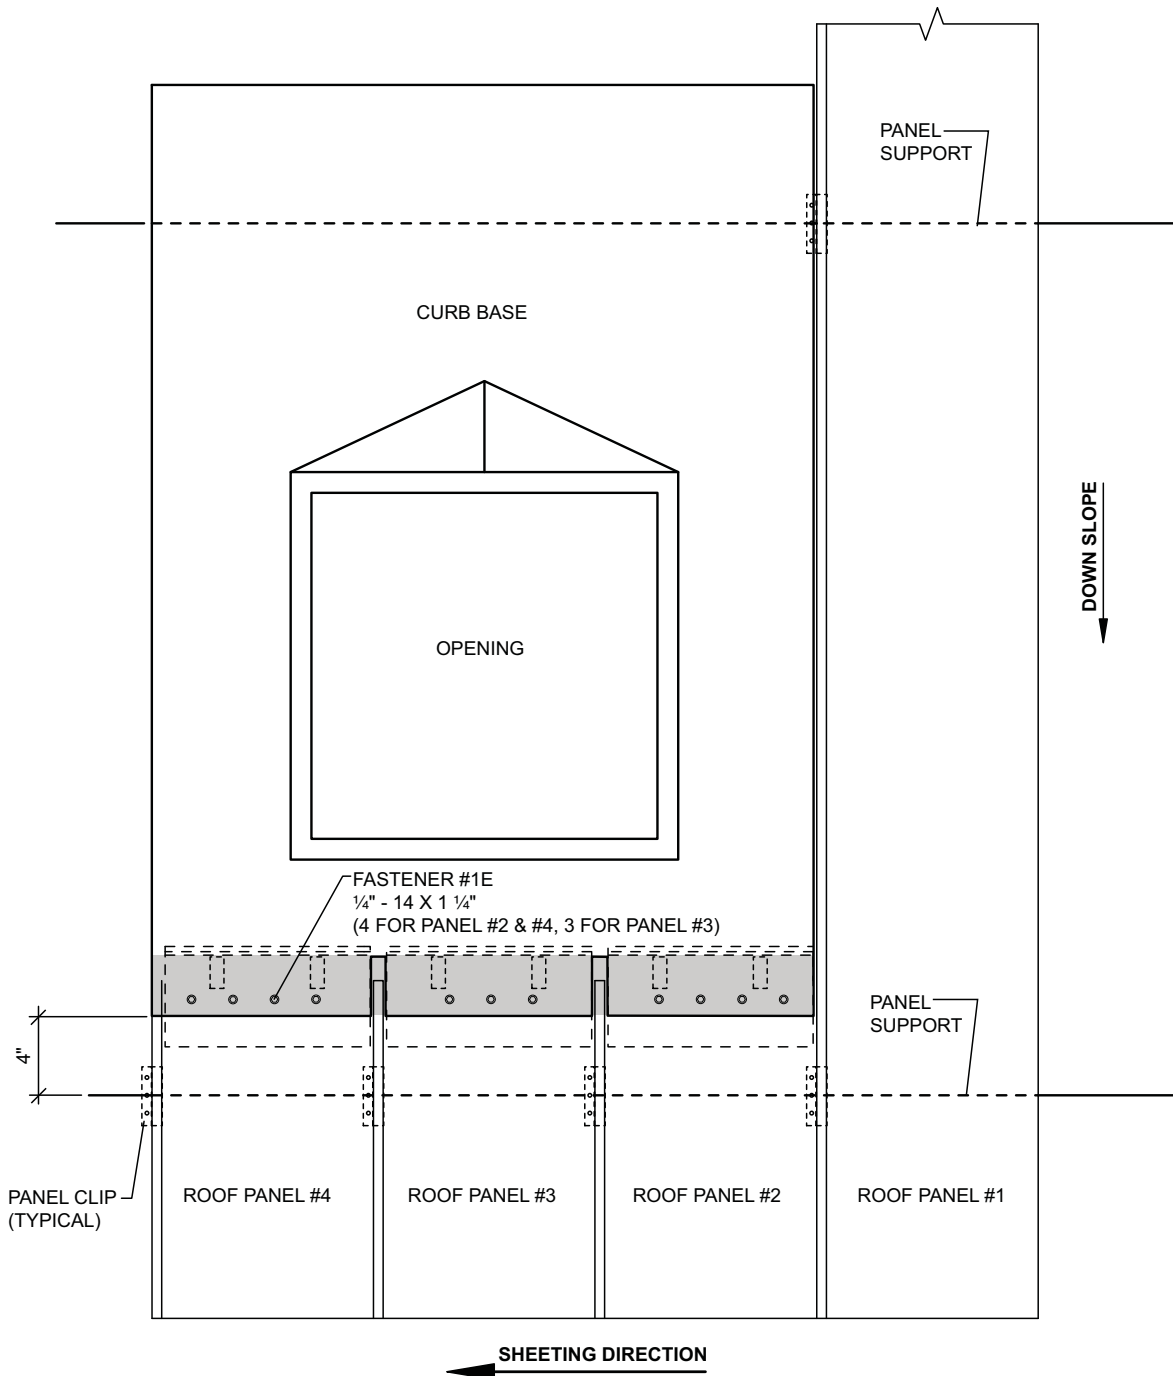 PANEL
SUPPORT
CURB BASE
DOWN SLOPE
OPENING
FASTENER #1E
¼" - 14 X 1 ¼"
(4 FOR PANEL #2 & #4, 3 FOR PANEL #3)
PANEL
SUPPORT
4"
PANEL CLIP
(TYPICAL)
ROOF PANEL #4
ROOF PANEL #3
ROOF PANEL #2
ROOF PANEL #1
SHEETING DIRECTION